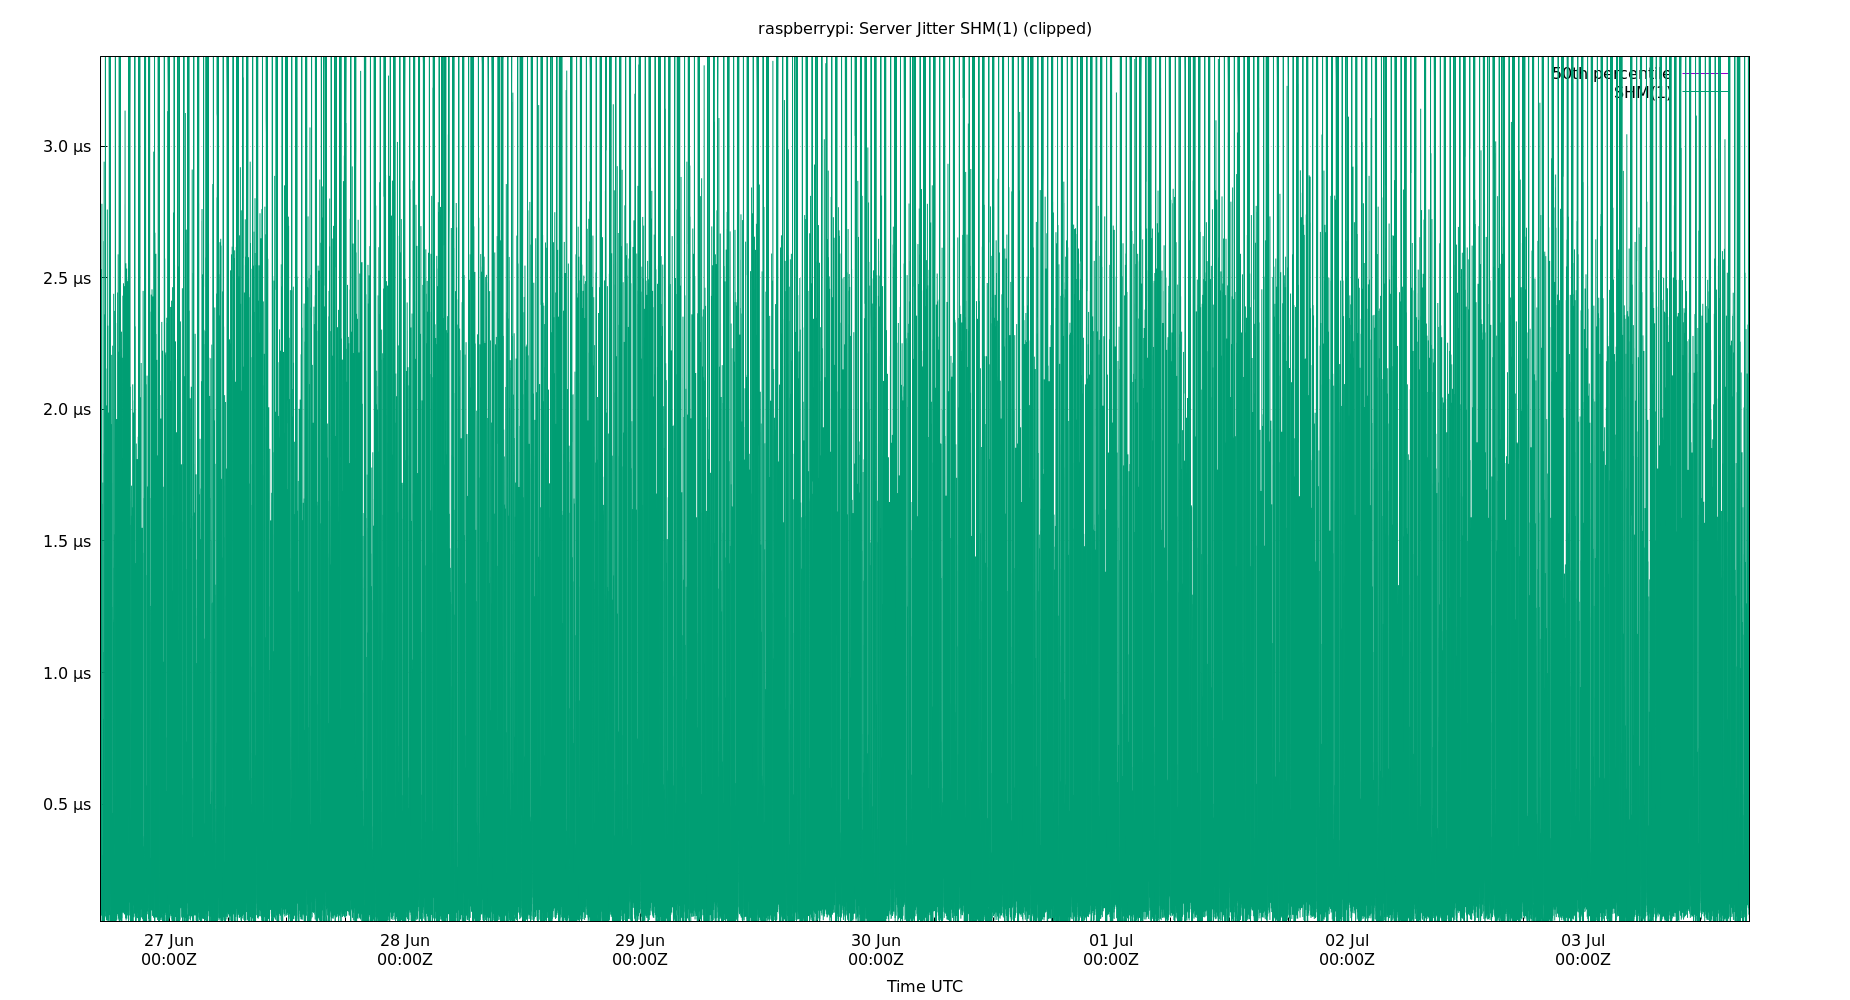 raspberrypi: Server Jitter SHM(1) (clipped)
50th percentile
SHM(1)
3.0 µs
2.5 µs
2.0 µs
1.5 µs
1.0 µs
0.5 µs
27 Jun 28 Jun 29 Jun 30 Jun 01 Jul 02 Jul 03 Jul
00:00Z 00:00Z 00:00Z 00:00Z 00:00Z 00:00Z 00:00Z
Time UTC